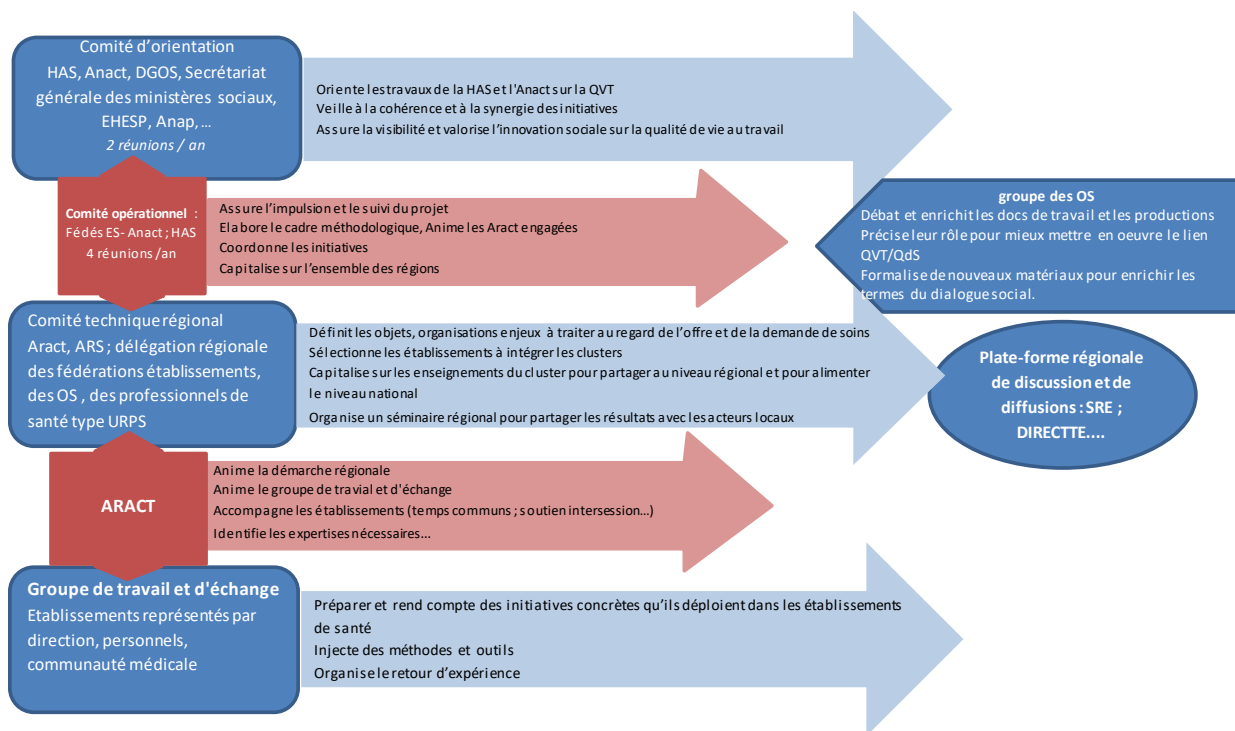 Comité d'orientation
HAS, Anact, DGOS, Secrétariat
générale des ministères sociaux,
EHESP, Anap, ...
2 réunions / an
Oriente les travaux de la HAS et l'Anact sur la QVT
Veille à la cohérence et à la synergie des initiatives
Assure la visibilité et valorise l'innovation sociale sur la qualité de vie au travail
Comité opérationnel :
Fédés ES- Anact ; HAS
4 réunions /an
Assure l'impulsion et le suivi du projet
Elabore le cadre méthodologique, Anime les Aract engagées
Coordonne les initiatives
Capitalise sur l'ensemble des régions
groupe des OS
Débat et enrichit les docs de travail et les productions
Précise leur rôle pour mieux mettre en oeuvre le lien
QVT/QdS
Formalise de nouveaux matériaux pour enrichir les
termes du dialogue social.
Comité technique régional
Aract, ARS ; délégation régionale
des fédérations établissements,
des OS , des professionnels de
santé type URPS
Définit les objets, organisations enjeux à traiter au regard de l'offre et de la demande de soins
Sélectionne les établissements à intégrer les clusters
Capitalise sur les enseignements du cluster pour partager au niveau régional et pour alimenter
le niveau national
Organise un séminaire régional pour partager les résultats avec les acteurs locaux
Plate-forme régionale
de discussion et de
diffusions : SRE ;
DIRECTTE....
ARACT
Anime la démarche régionale
Anime le groupe de travial et d'échange
Accompagne les établissements (temps communs ; soutien intersession...)
Identifie les expertises nécessaires...
Groupe de travail et d'échange
Etablissements représentés par
direction, personnels,
communauté médicale
Préparer et rend compte des initiatives concrètes qu'ils déploient dans les établissements
de santé
Injecte des méthodes et outils
Organise le retour d'expérience